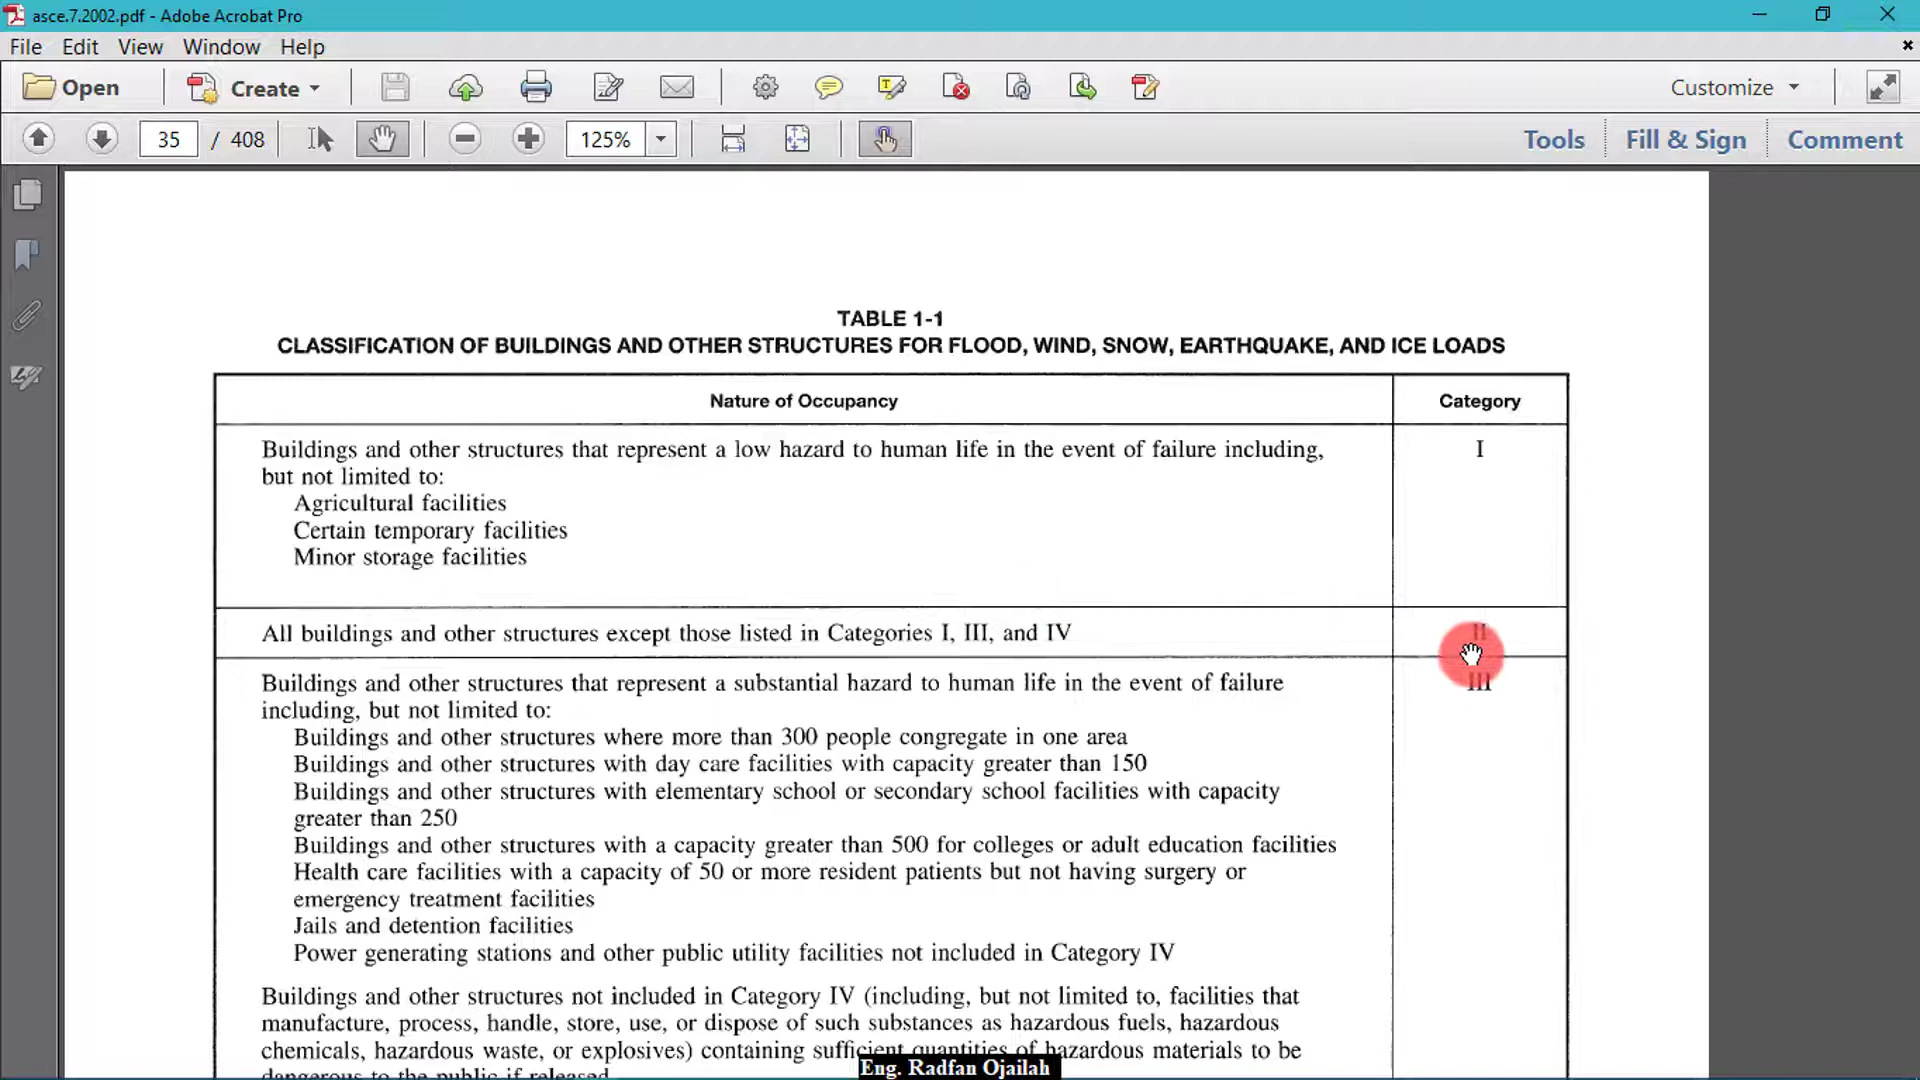 asce.7.2002.pdf - Adobe Acrobat Pro
File Edit View Window Help
Open Create Customize
35 / 408 125% Tools Fill & Sign Comment
TABLE 1-1
CLASSIFICATION OF BUILDINGS AND OTHER STRUCTURES FOR FLOOD, WIND, SNOW, EARTHQUAKE, AND ICE LOADS
Nature of Occupancy Category
Buildings and other structures that represent a low hazard to human life in the event of failure including, I
but not limited to:
Agricultural facilities
Certain temporary facilities
Minor storage facilities
All buildings and other structures except those listed in Categories I, III, and IV II
Buildings and other structures that represent a substantial hazard to human life in the event of failure III
including, but not limited to:
Buildings and other structures where more than 300 people congregate in one area
Buildings and other structures with day care facilities with capacity greater than 150
Buildings and other structures with elementary school or secondary school facilities with capacity
greater than 250
Buildings and other structures with a capacity greater than 500 for colleges or adult education facilities
Health care facilities with a capacity of 50 or more resident patients but not having surgery or
emergency treatment facilities
Jails and detention facilities
Power generating stations and other public utility facilities not included in Category IV
Buildings and other structures not included in Category IV (including, but not limited to, facilities that
manufacture, process, handle, store, use, or dispose of such substances as hazardous fuels, hazardous
chemicals, hazardous waste, or explosives) containing sufficient quantities of hazardous materials to be
dangerous to the public if released.
Eng. Radfan Ojailah